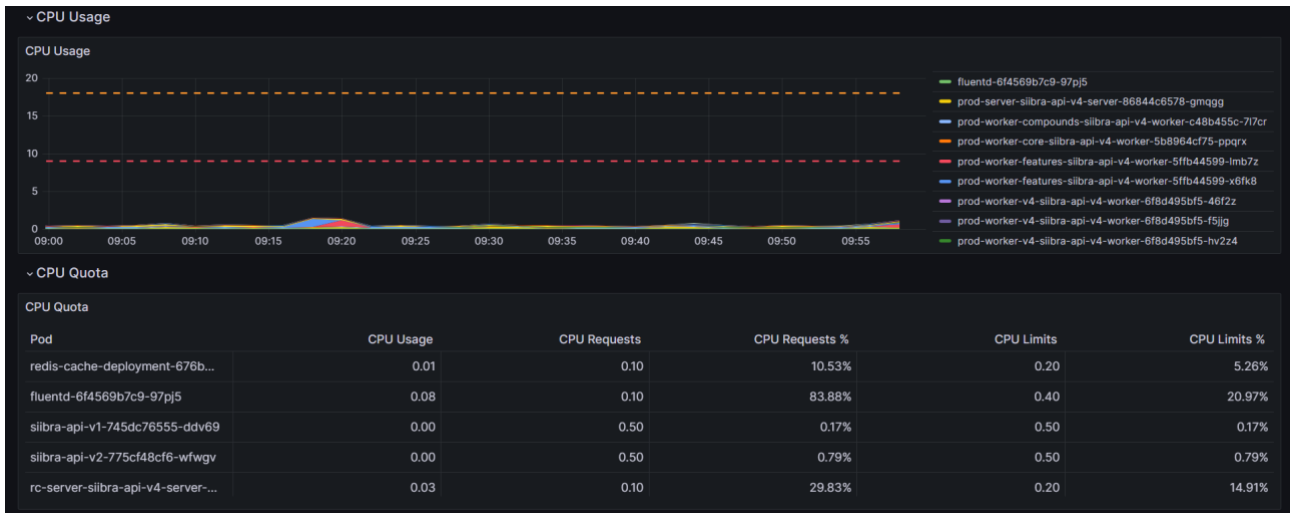 CPU Usage
CPU Usage
20
15
10
5
0
09:00 09:05 09:10 09:15 09:20 09:25 09:30 09:35 09:40 09:45 09:50 09:55
fluentd-6f4569b7c9-97pj5
prod-server-siibra-api-v4-server-86844c6578-gmqgg
prod-worker-compounds-siibra-api-v4-worker-c48b455c-7l7cr
prod-worker-core-siibra-api-v4-worker-5b8964cf75-ppqrx
prod-worker-features-siibra-api-v4-worker-5ffb44599-lmb7z
prod-worker-features-siibra-api-v4-worker-5ffb44599-x6fk8
prod-worker-v4-siibra-api-v4-worker-6f8d495bf5-46f2z
prod-worker-v4-siibra-api-v4-worker-6f8d495bf5-f5jjg
prod-worker-v4-siibra-api-v4-worker-6f8d495bf5-hv2z4
CPU Quota
CPU Quota
Pod CPU Usage CPU Requests CPU Requests % CPU Limits CPU Limits %
redis-cache-deployment-676b... 0.01 0.10 10.53% 0.20 5.26%
fluentd-6f4569b7c9-97pj5 0.08 0.10 83.88% 0.40 20.97%
siibra-api-v1-745dc76555-ddv69 0.00 0.50 0.17% 0.50 0.17%
siibra-api-v2-775cf48cf6-wfwgv 0.00 0.50 0.79% 0.50 0.79%
rc-server-siibra-api-v4-server-... 0.03 0.10 29.83% 0.20 14.91%